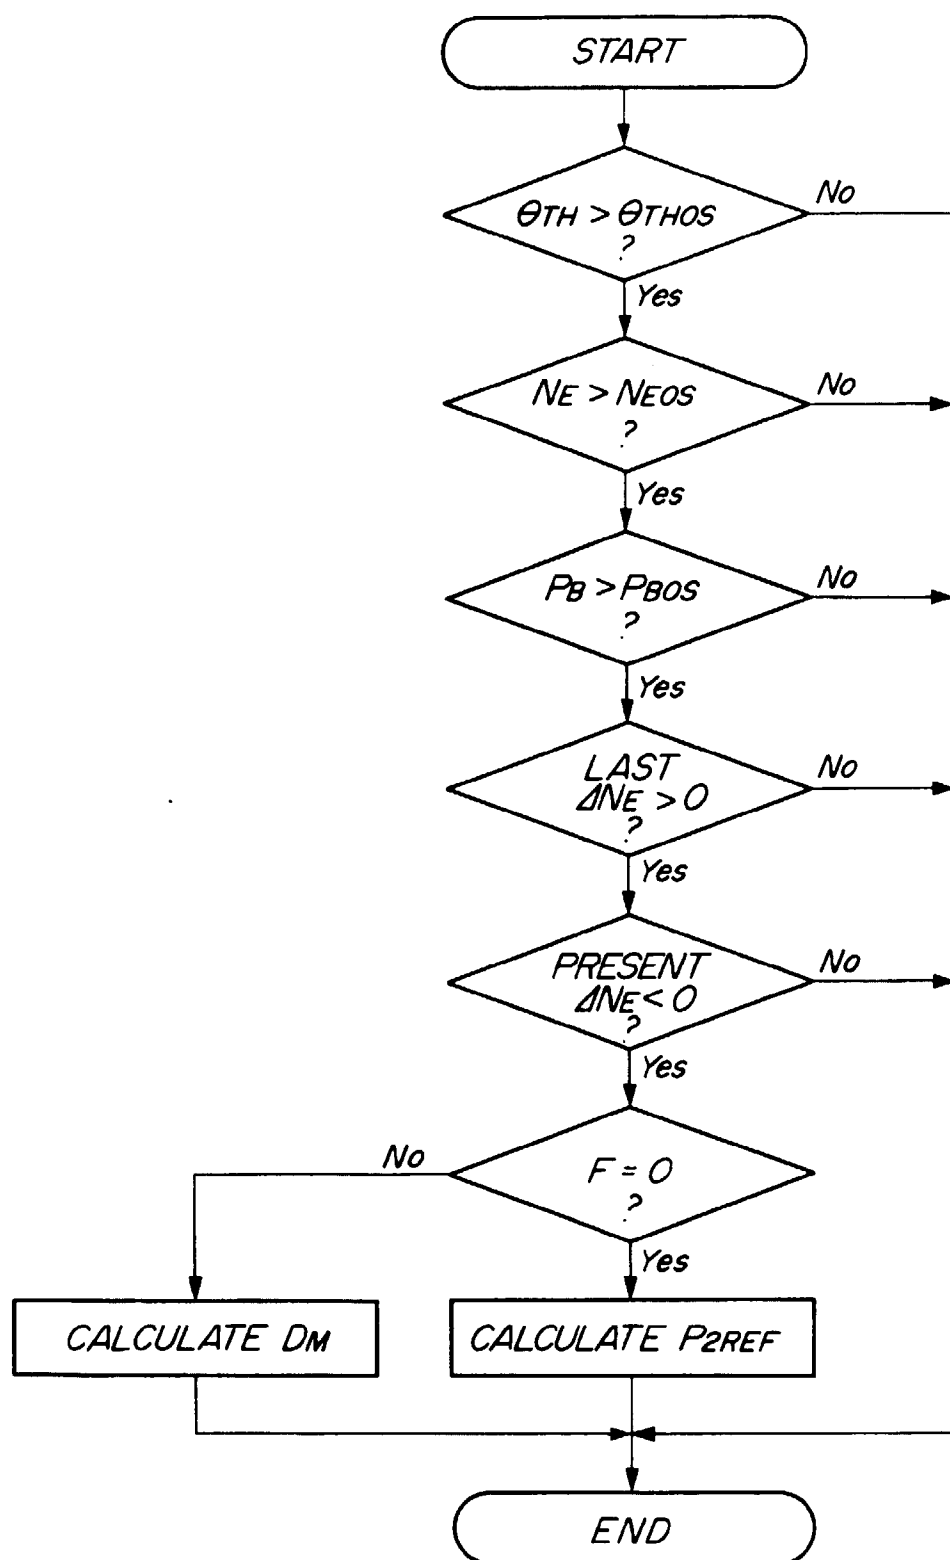 START
θTH > θTHOS
?
No
Yes
NE > NEOS
?
No
Yes
PB > PBOS
?
No
Yes
LAST
ΔNE > 0
?
No
Yes
PRESENT
ΔNE < 0
?
No
Yes
F = 0
?
No
Yes
CALCULATE DM
CALCULATE P2REF
END